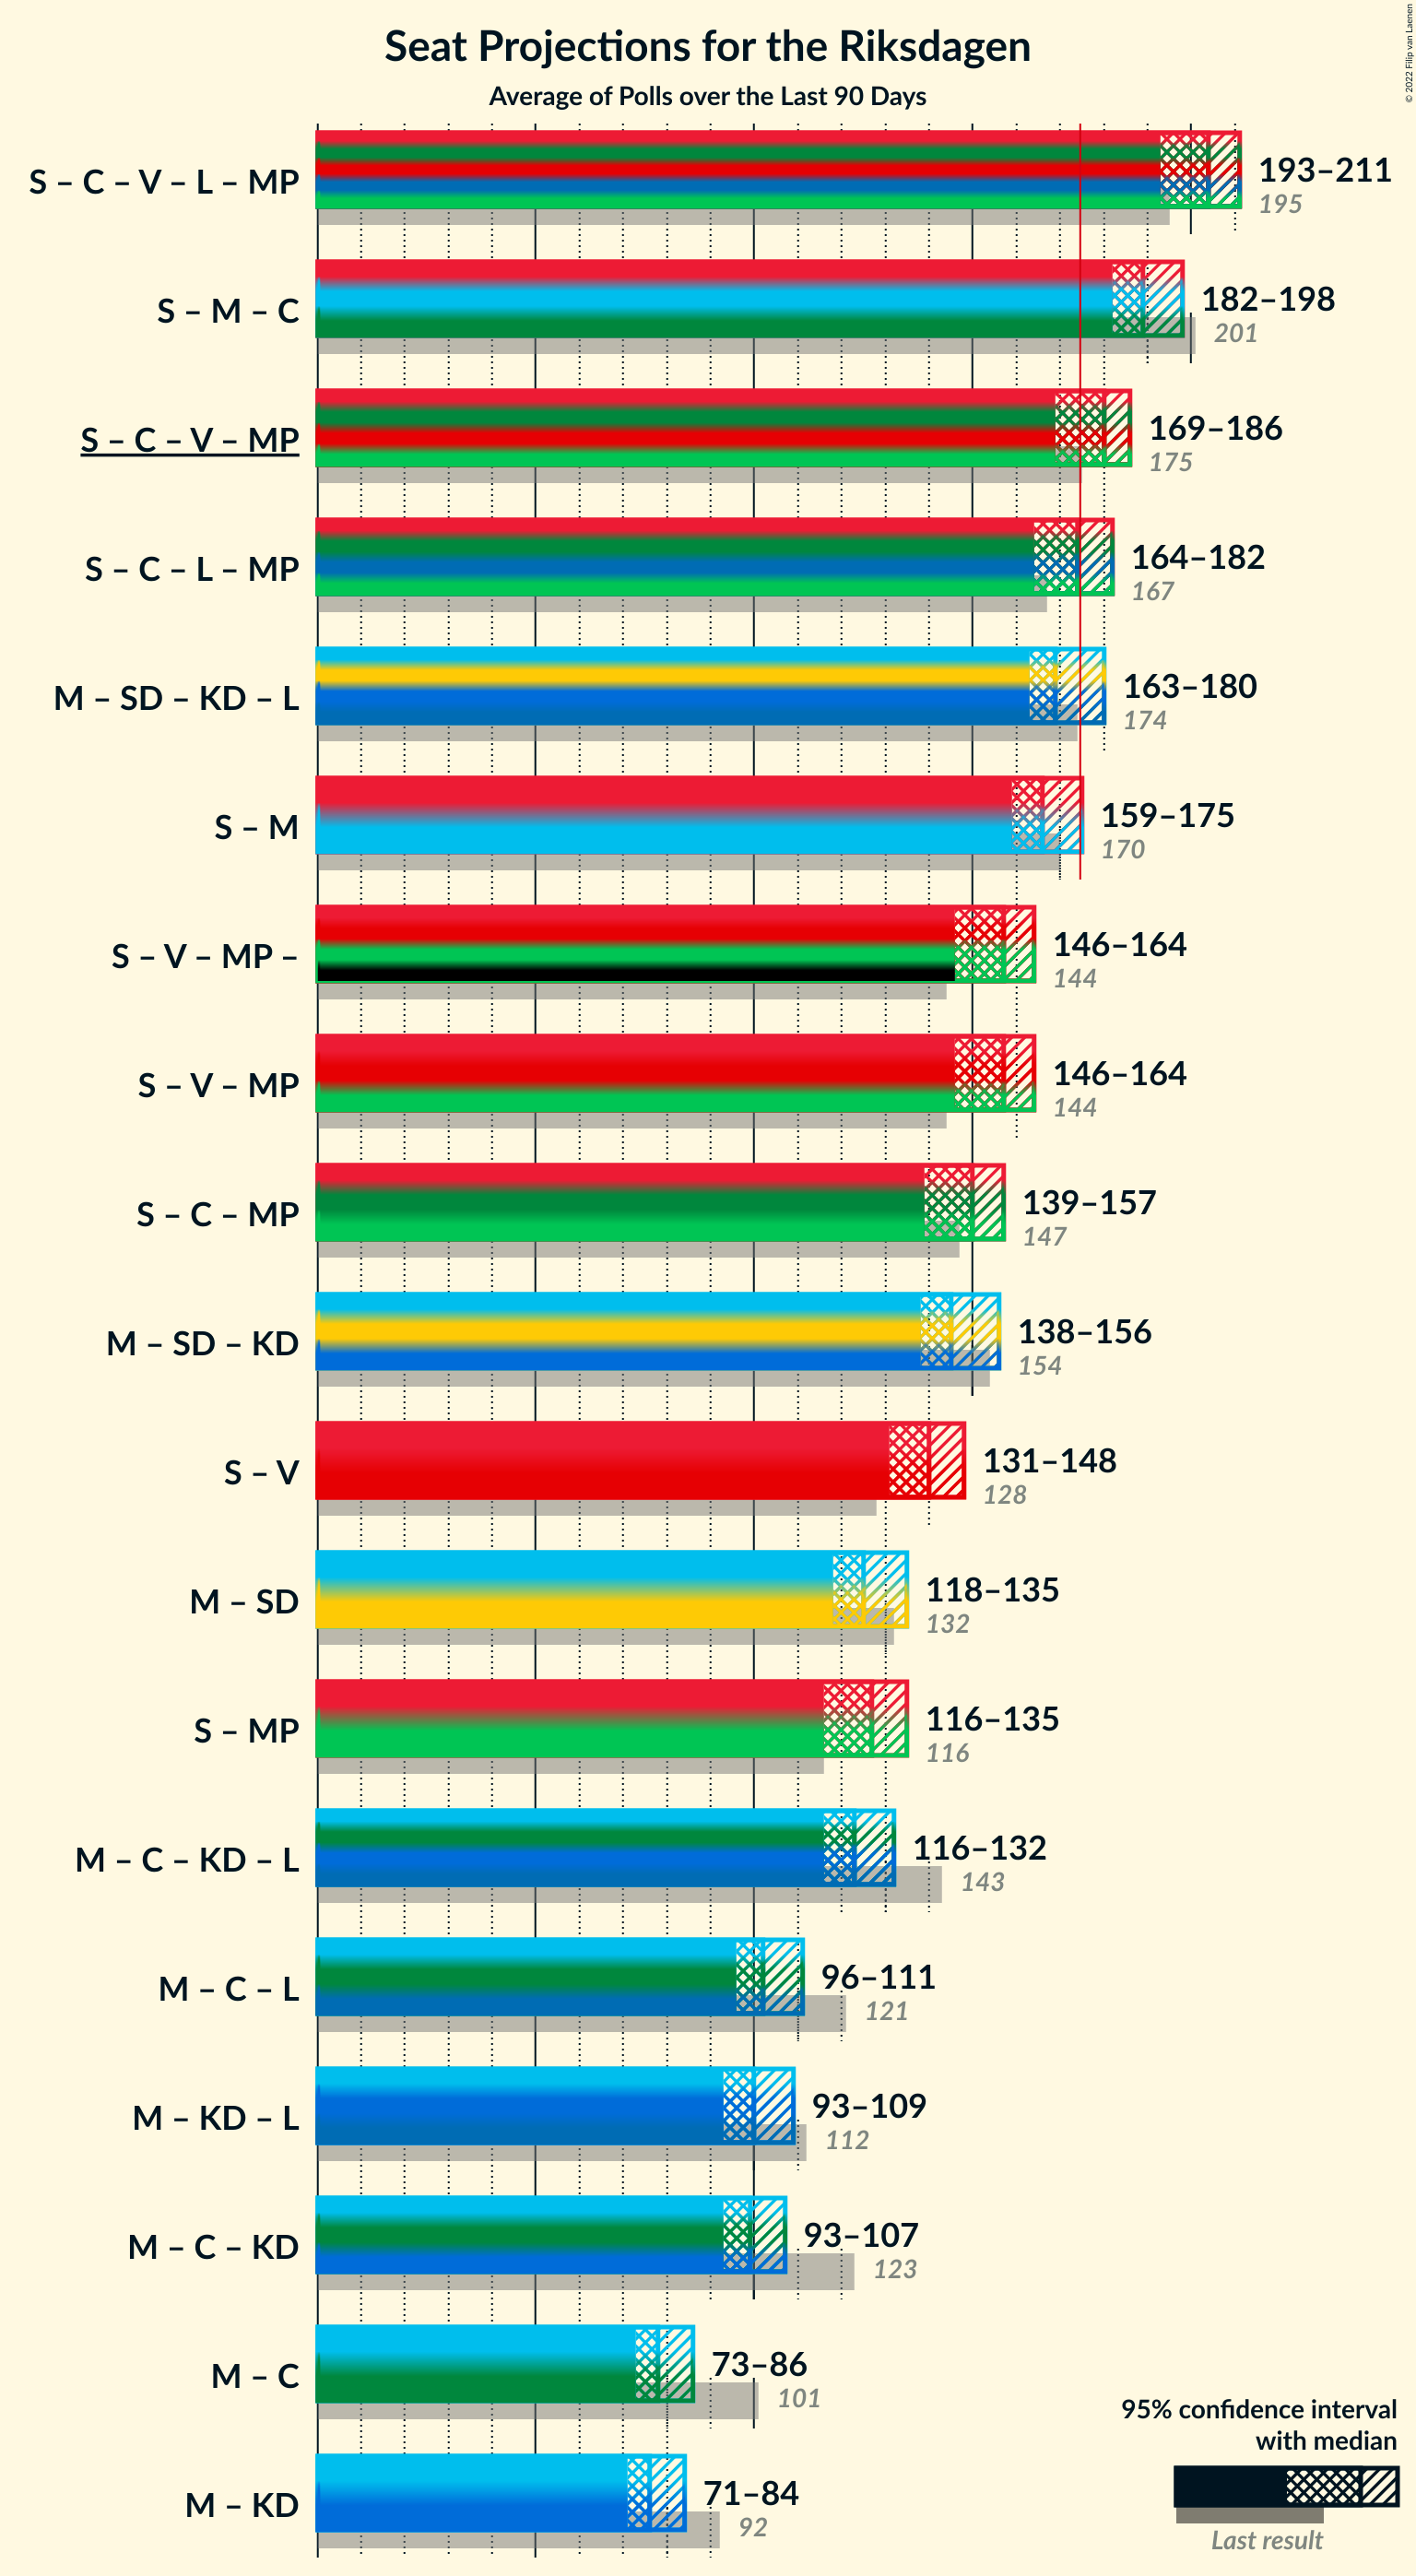 Seat Projections for the Riksdagen
Average of Polls over the Last 90 Days
© 2022 Filip van Laenen
S – C – V – L – MP
193–211
195
S – M – C
182–198
201
S – C – V – MP
169–186
175
S – C – L – MP
164–182
167
M – SD – KD – L
163–180
174
S – M
159–175
170
S – V – MP –
146–164
144
S – V – MP
146–164
144
S – C – MP
139–157
147
M – SD – KD
138–156
154
S – V
131–148
128
M – SD
118–135
132
S – MP
116–135
116
M – C – KD – L
116–132
143
M – C – L
96–111
121
M – KD – L
93–109
112
M – C – KD
93–107
123
M – C
73–86
101
M – KD
71–84
92
95% confidence interval
with median
Last result